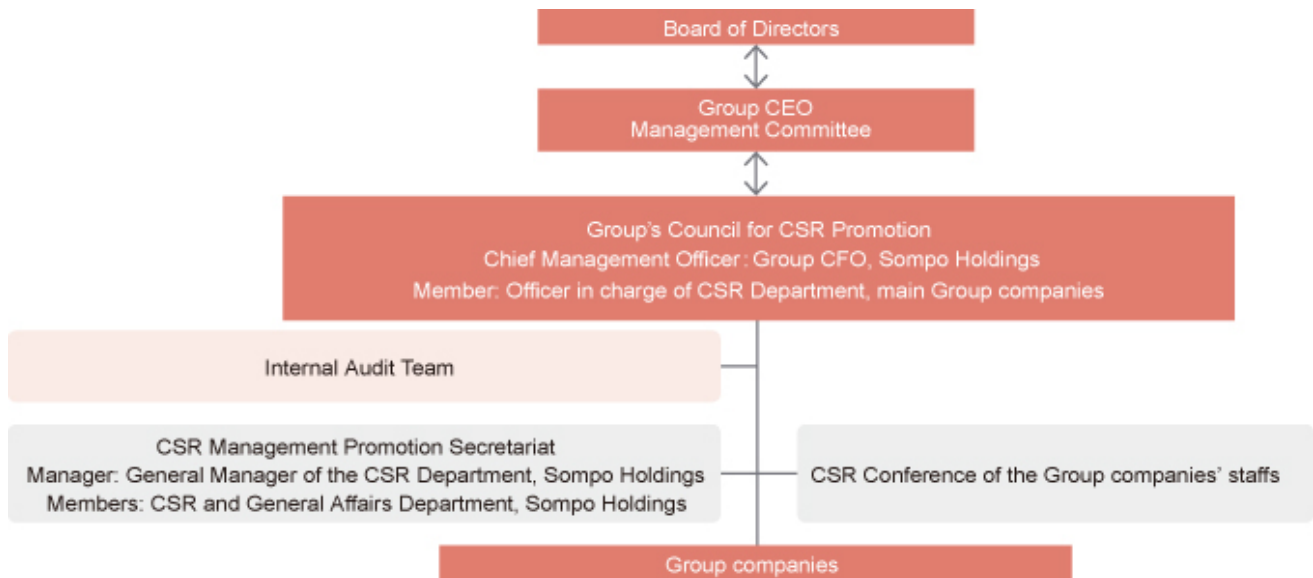 Board of Directors
Group CEO
Management Committee
Group's Council for CSR Promotion
Chief Management Officer : Group CFO, Sompo Holdings
Member: Officer in charge of CSR Department, main Group companies
Internal Audit Team
CSR Management Promotion Secretariat
Manager: General Manager of the CSR Department, Sompo Holdings
Members: CSR and General Affairs Department, Sompo Holdings
CSR Conference of the Group companies' staffs
Group companies